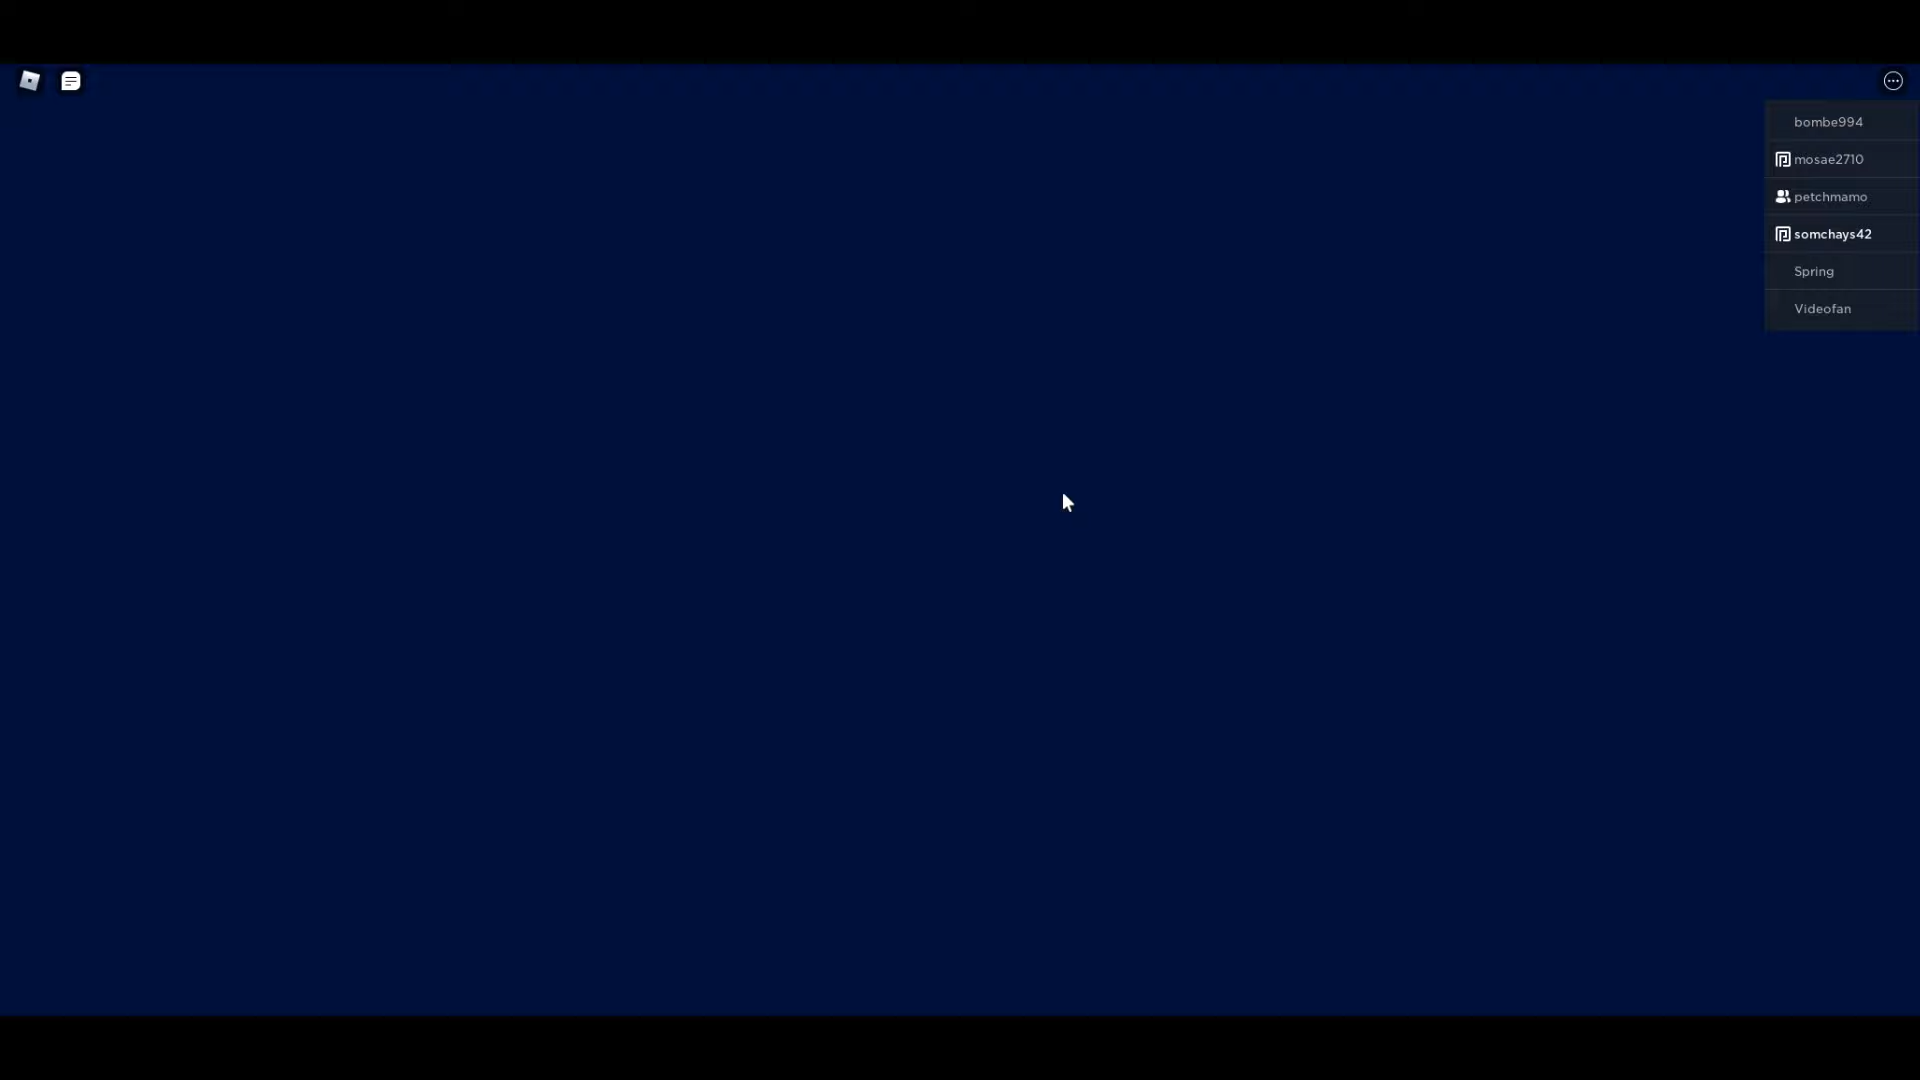 bombe994
mosae2710
petchmamo
somchays42
Spring
Videofan